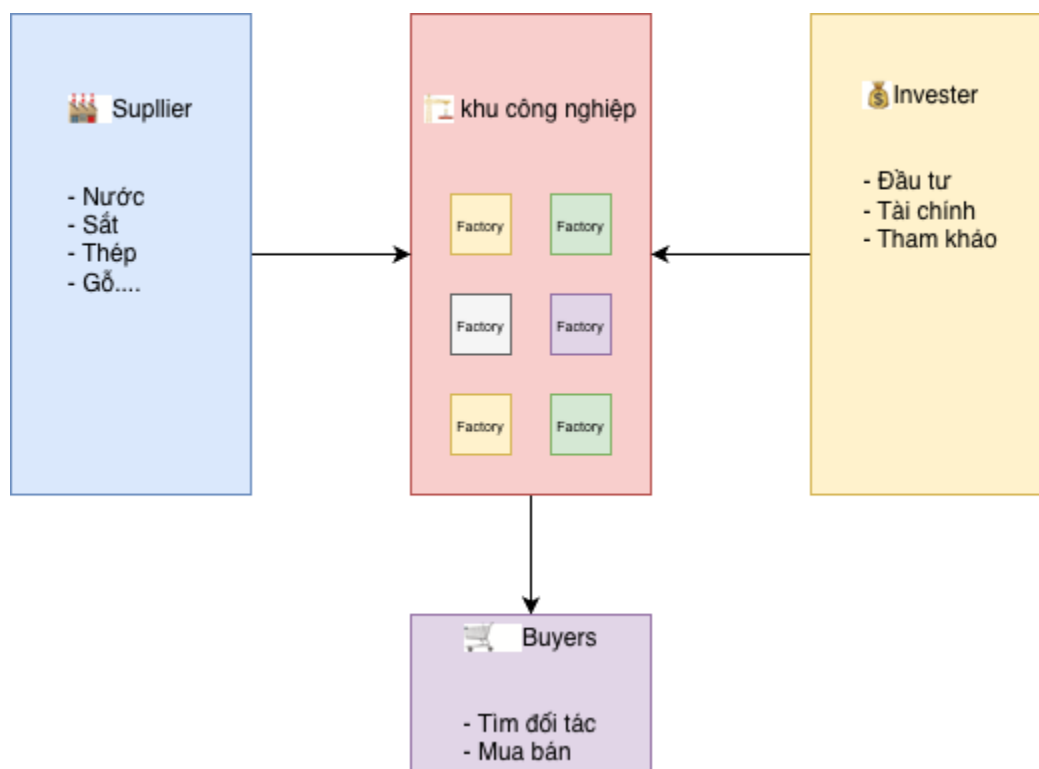 Supllier
- Nước
- Sắt
- Thép
- Gỗ....
khu công nghiệp
Factory
Factory
Factory
Factory
Factory
Factory
Invester
- Đầu tư
- Tài chính
- Tham kháo
Buyers
- Tìm đối tác
- Mua bán